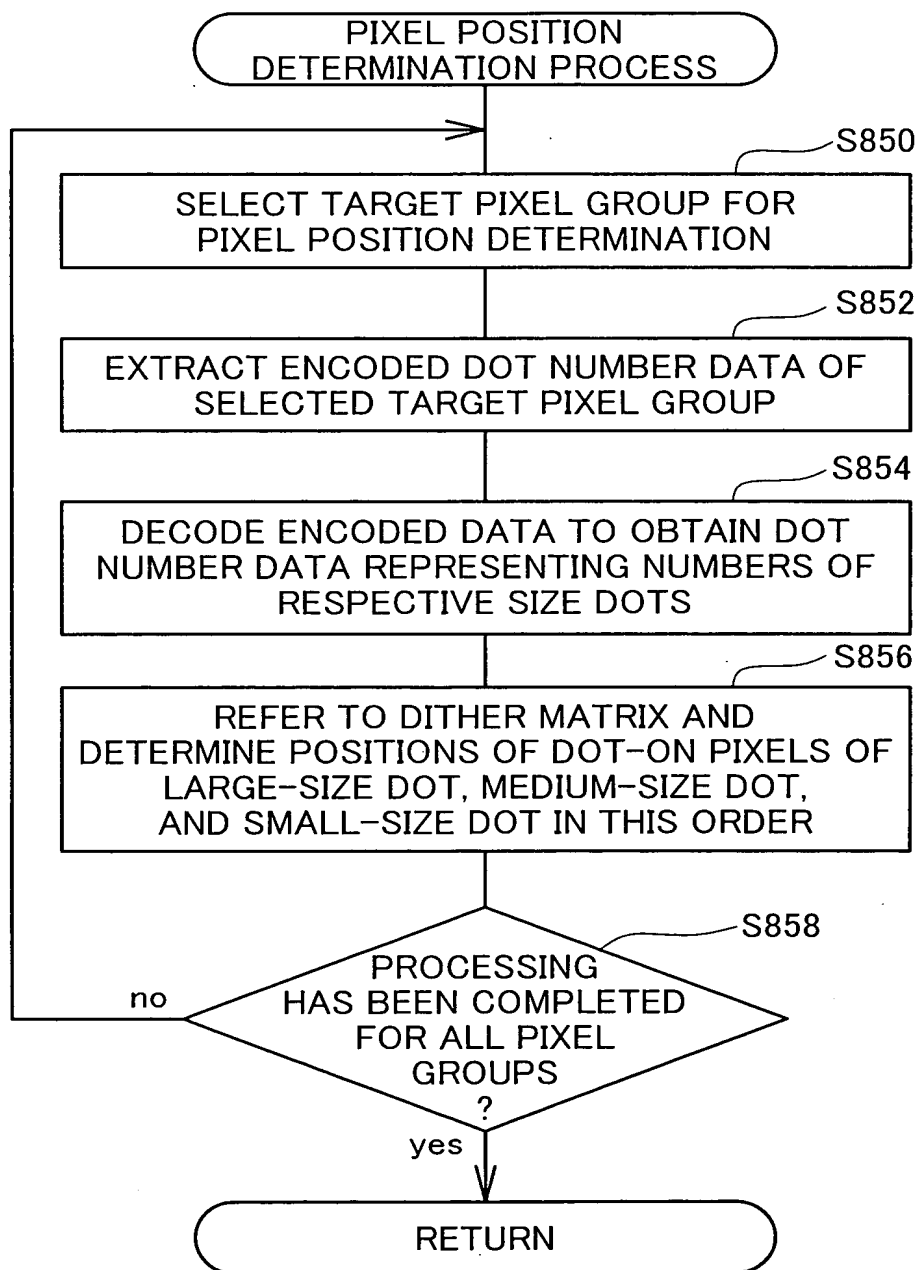 PIXEL POSITION
DETERMINATION PROCESS
S850
SELECT TARGET PIXEL GROUP FOR
PIXEL POSITION DETERMINATION
S852
EXTRACT ENCODED DOT NUMBER DATA OF
SELECTED TARGET PIXEL GROUP
S854
DECODE ENCODED DATA TO OBTAIN DOT
NUMBER DATA REPRESENTING NUMBERS OF
RESPECTIVE SIZE DOTS
S856
REFER TO DITHER MATRIX AND
DETERMINE POSITIONS OF DOT-ON PIXELS OF
LARGE-SIZE DOT, MEDIUM-SIZE DOT,
AND SMALL-SIZE DOT IN THIS ORDER
S858
PROCESSING
HAS BEEN COMPLETED
FOR ALL PIXEL
GROUPS
?
no
yes
RETURN